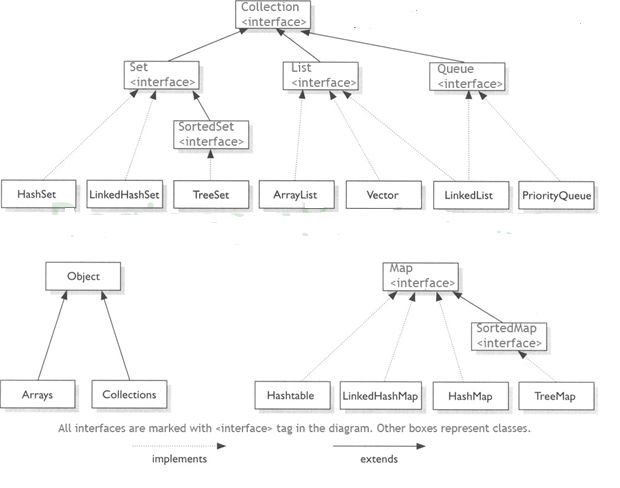 Collection
<interface>
Set
<interface>
List
<interface>
Queue
<interface>
SortedSet
<interface>
HashSet
LinkedHashSet
TreeSet
ArrayList
Vector
LinkedList
PriorityQueue
Object
Map
<interface>
SortedMap
<interface>
Arrays
Collections
Hashtable
LinkedHashMap
HashMap
TreeMap
All interfaces are marked with <interface> tag in the diagram. Other boxes represent classes.
implements
extends